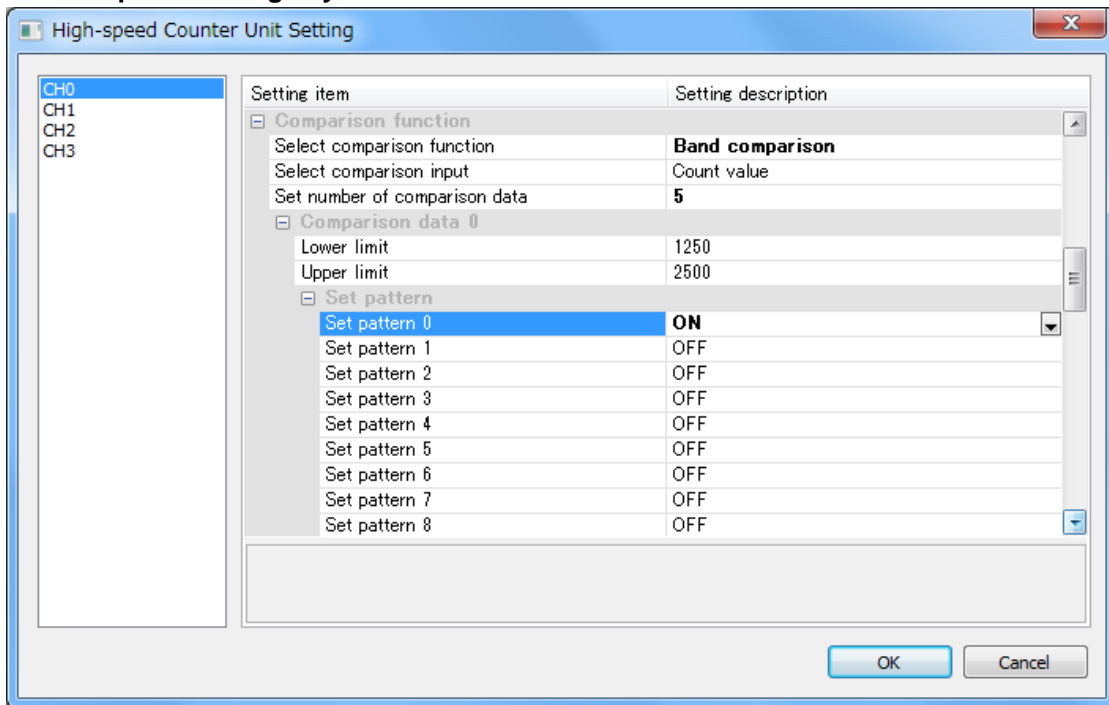 High-speed Counter Unit Setting
CH0
CH1
CH2
CH3
Setting item Setting description
Comparison function
Select comparison function Band comparison
Select comparison input Count value
Set number of comparison data 5
Comparison data 0
Lower limit 1250
Upper limit 2500
Set pattern
Set pattern 0 ON
Set pattern 1 OFF
Set pattern 2 OFF
Set pattern 3 OFF
Set pattern 4 OFF
Set pattern 5 OFF
Set pattern 6 OFF
Set pattern 7 OFF
Set pattern 8 OFF
OK Cancel